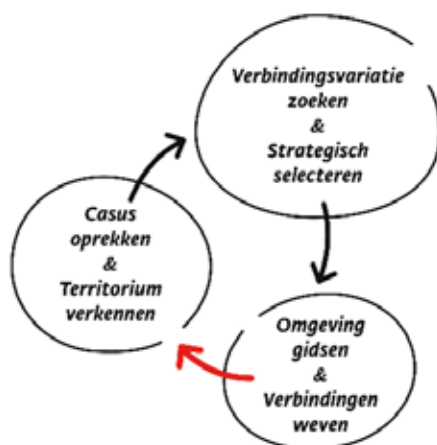 Verbindingsvariatie
zoeken
&
Strategisch
selecteren
Casus
oprekken
&
Territorium
verkennen
Omgeving
gidsen
&
Verbindingen
weven